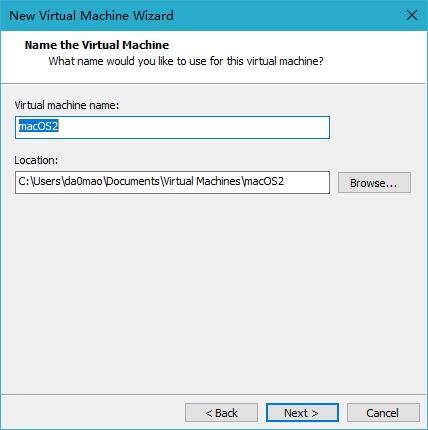 New Virtual Machine Wizard
Name the Virtual Machine
What name would you like to use for this virtual machine?
Virtual machine name:
macOS2
Location:
C:\Users\da0mao\Documents\Virtual Machines\macOS2
Browse...
< Back
Next >
Cancel